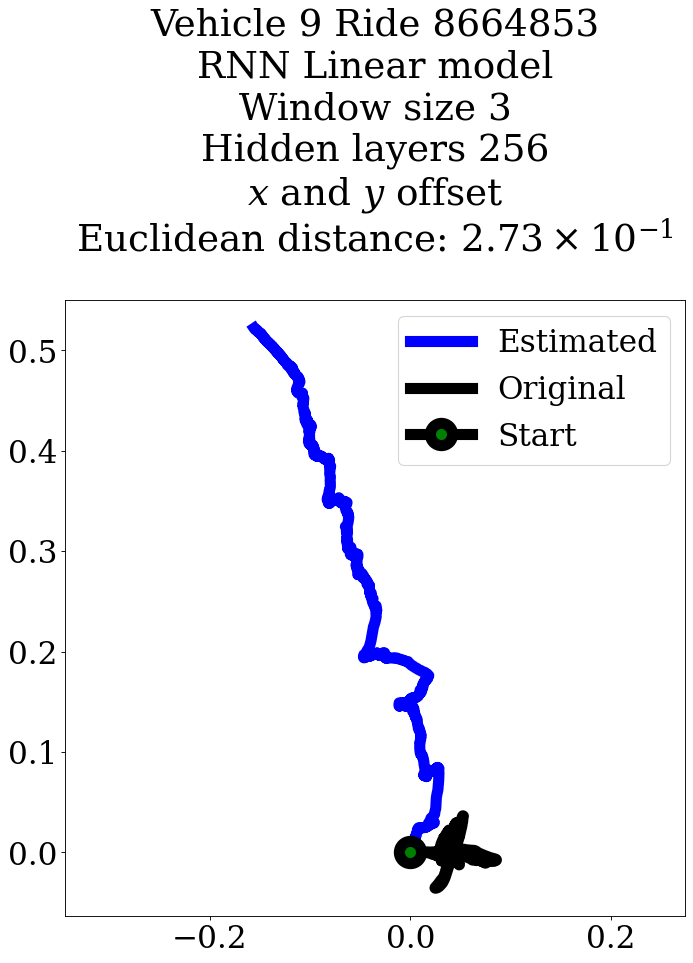 Vehicle 9 Ride 8664853
RNN Linear model
Window size 3
Hidden layers 256
x and y offset
Euclidean distance: 2.73 × 10⁻¹
Estimated
Original
Start
0.5
0.4
0.3
0.2
0.1
0.0
−0.2 0.0 0.2